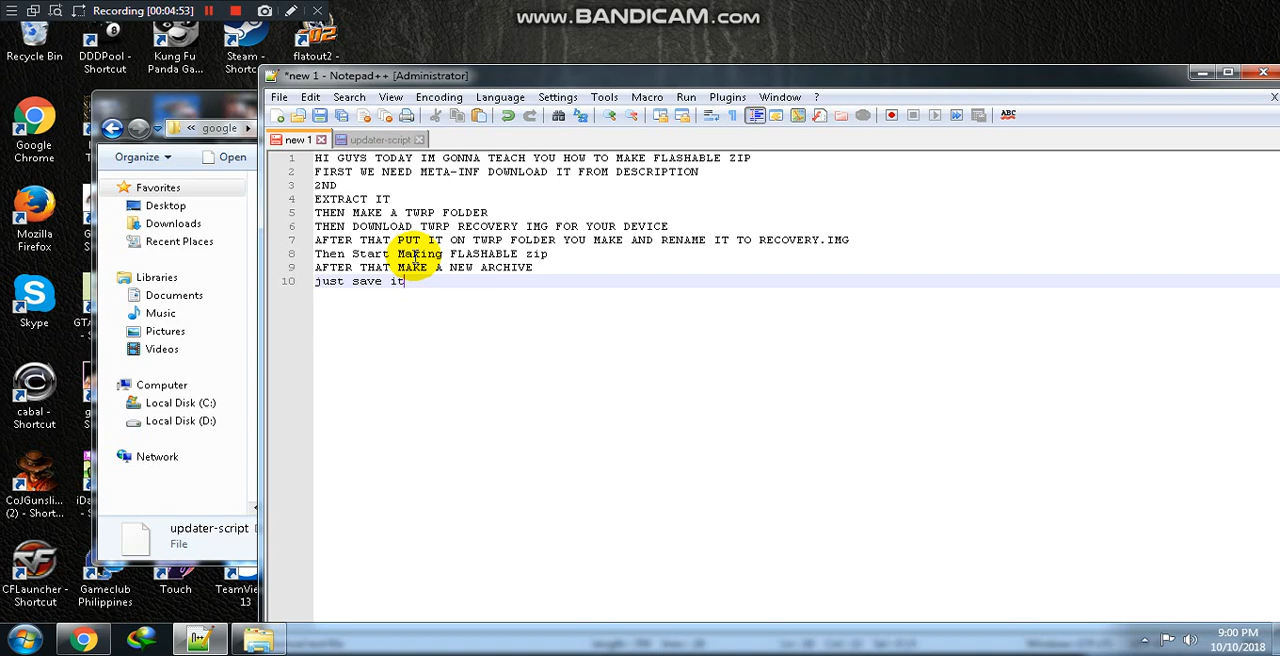 Recording [00:04:53]
WWW.BANDICAM.COM
Recycle Bin
DDDPool - Shortcut
Kung Fu Panda Ga...
Steam - Shortc
flatout2 -
*new 1 - Notepad++ [Administrator]
File Edit Search View Encoding Language Settings Tools Macro Run Plugins Window ? X
new 1
updater-script
google
Organize
Open
Favorites
Desktop
Downloads
Recent Places
Libraries
Documents
Music
Pictures
Videos
Computer
Local Disk (C:)
Local Disk (D:)
Network
updater-script
File
1 HI GUYS TODAY IM GONNA TEACH YOU HOW TO MAKE FLASHABLE ZIP
2 FIRST WE NEED META-INF DOWNLOAD IT FROM DESCRIPTION
3 2ND
4 EXTRACT IT
5 THEN MAKE A TWRP FOLDER
6 THEN DOWNLOAD TWRP RECOVERY IMG FOR YOUR DEVICE
7 AFTER THAT PUT IT ON TWRP FOLDER YOU MAKE AND RENAME IT TO RECOVERY.IMG
8 Then Start Making FLASHABLE zip
9 AFTER THAT MAKE A NEW ARCHIVE
10 just save it
ABC
Google Chrome
Mozilla Firefox
Skype
cabal - Shortcut
CoJGunsli... (2) - Short...
CFLauncher - Shortcut
Gameclub Philippines
Touch
TeamVie 13
9:00 PM
10/10/2018